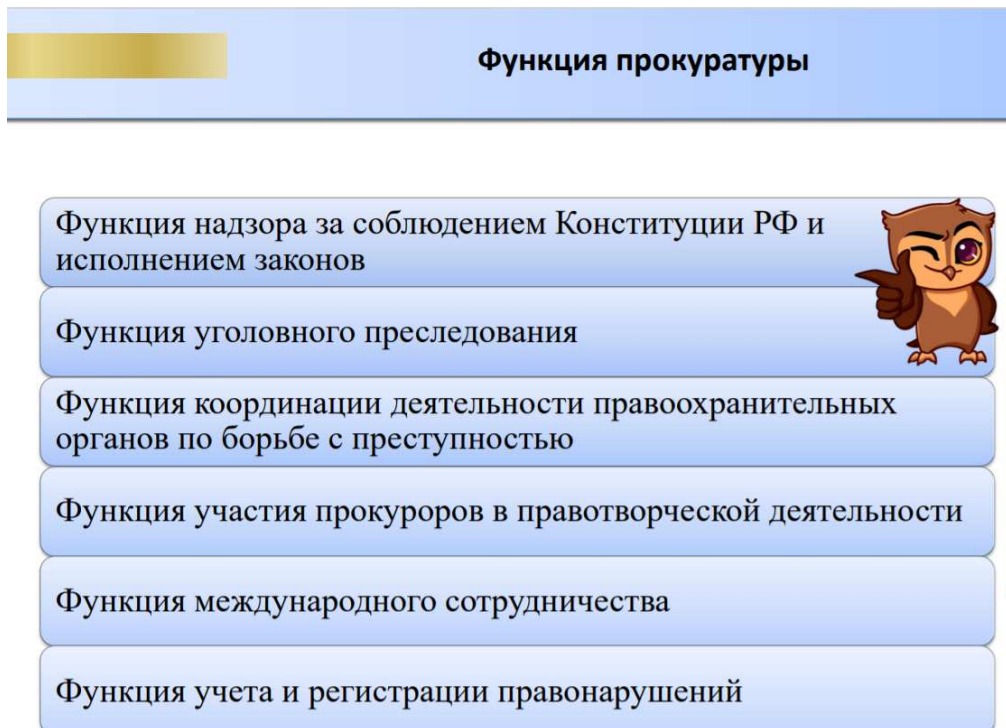 Функция прокуратуры
Функция надзора за соблюдением Конституции РФ и
исполнением законов
Функция уголовного преследования
Функция координации деятельности правоохранительных
органов по борьбе с преступностью
Функция участия прокуроров в правотворческой деятельности
Функция международного сотрудничества
Функция учета и регистрации правонарушений